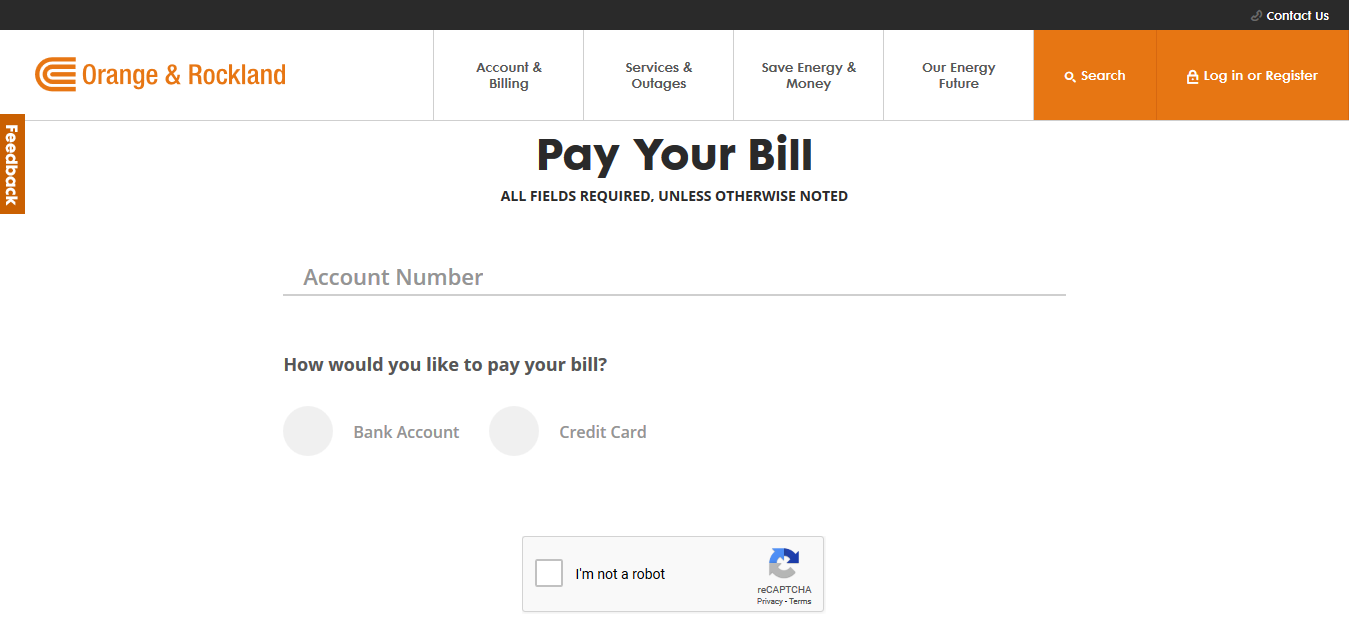 Contact Us
Orange & Rockland
Account &
Billing
Services &
Outages
Save Energy &
Money
Our Energy
Future
Search
Log in or Register
Feedback
Pay Your Bill
ALL FIELDS REQUIRED, UNLESS OTHERWISE NOTED
Account Number
How would you like to pay your bill?
Bank Account
Credit Card
I'm not a robot
reCAPTCHA
Privacy - Terms